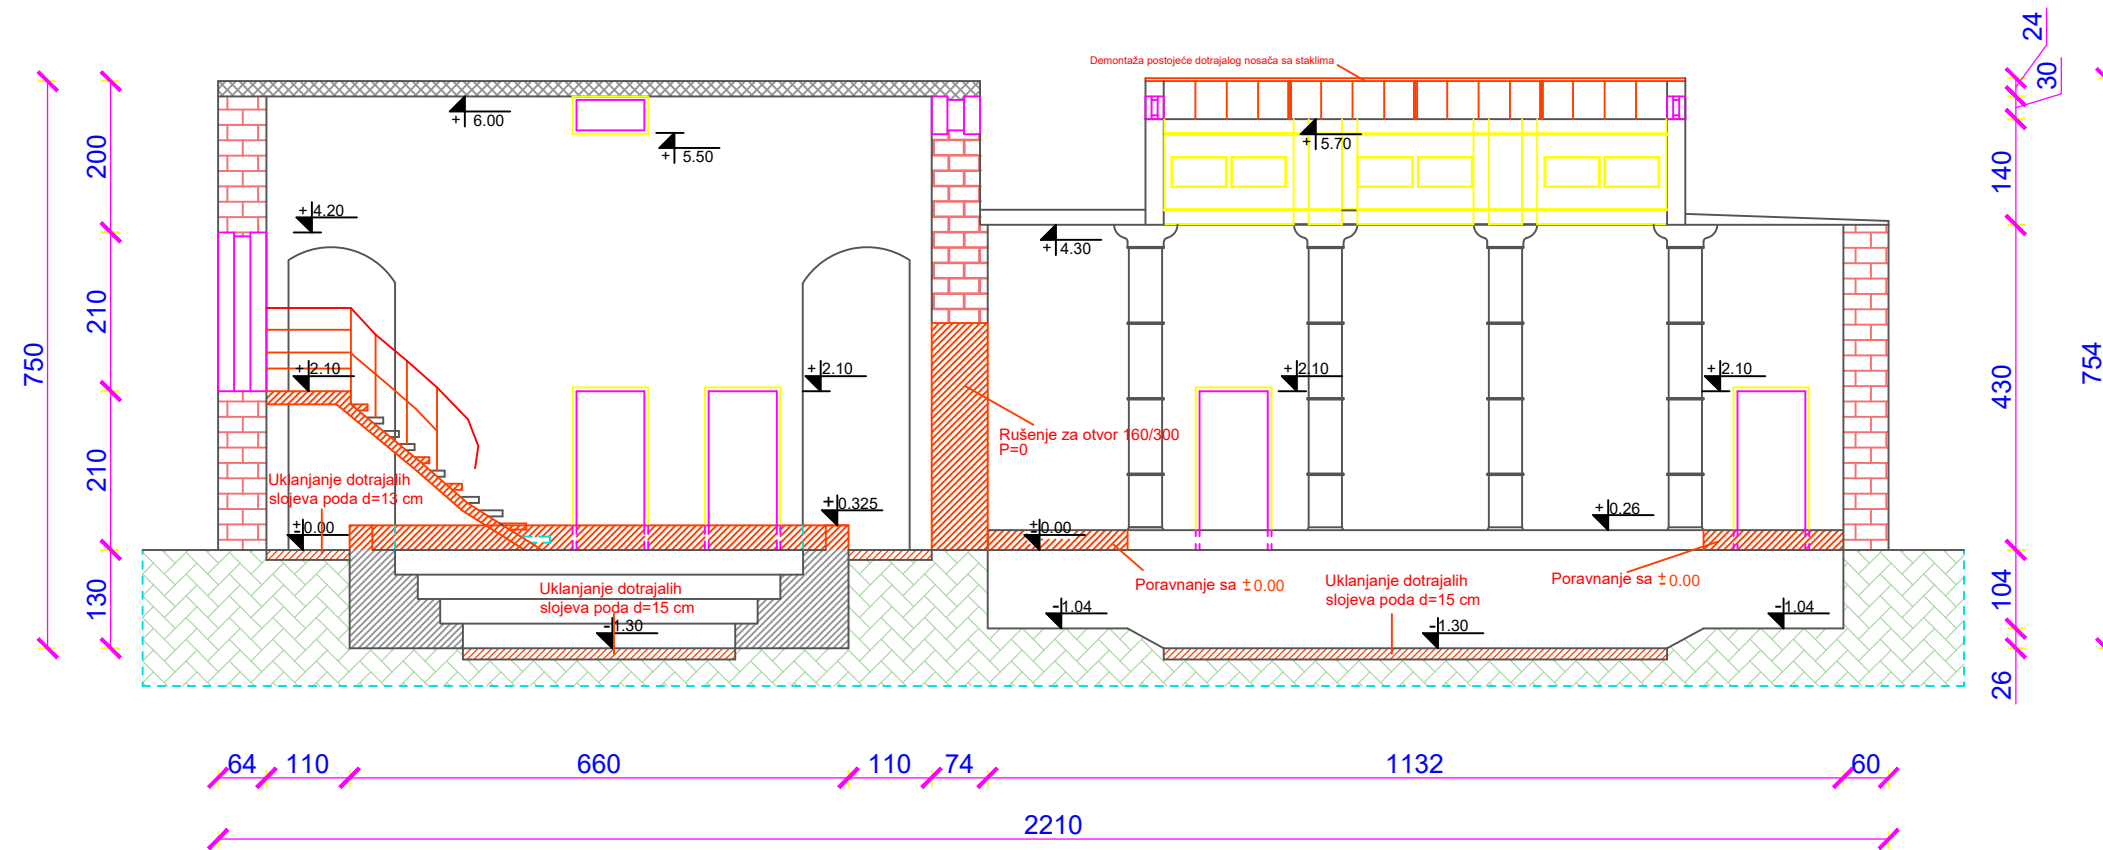 Demontaža postojeće dotrajalog nosača sa staklima
24
30
+ 6.00
+ 5.50
+ 5.70
200
140
+4.20
+4.30
210
750
754
+2.10
+2.10
+2.10
+2.10
430
Rušenje za otvor 160/300
P=0
210
Uklanjanje dotrajalih
slojeva poda d=13 cm
±0.00
+0.325
±0.00
+0.26
130
Uklanjanje dotrajalih
slojeva poda d=15 cm
-1.30
Poravnanje sa ±0.00
Uklanjanje dotrajalih
slojeva poda d=15 cm
Poravnanje sa ±0.00
104
-1.04
-1.30
-1.04
26
64 110 660 110 74 1132 60
2210